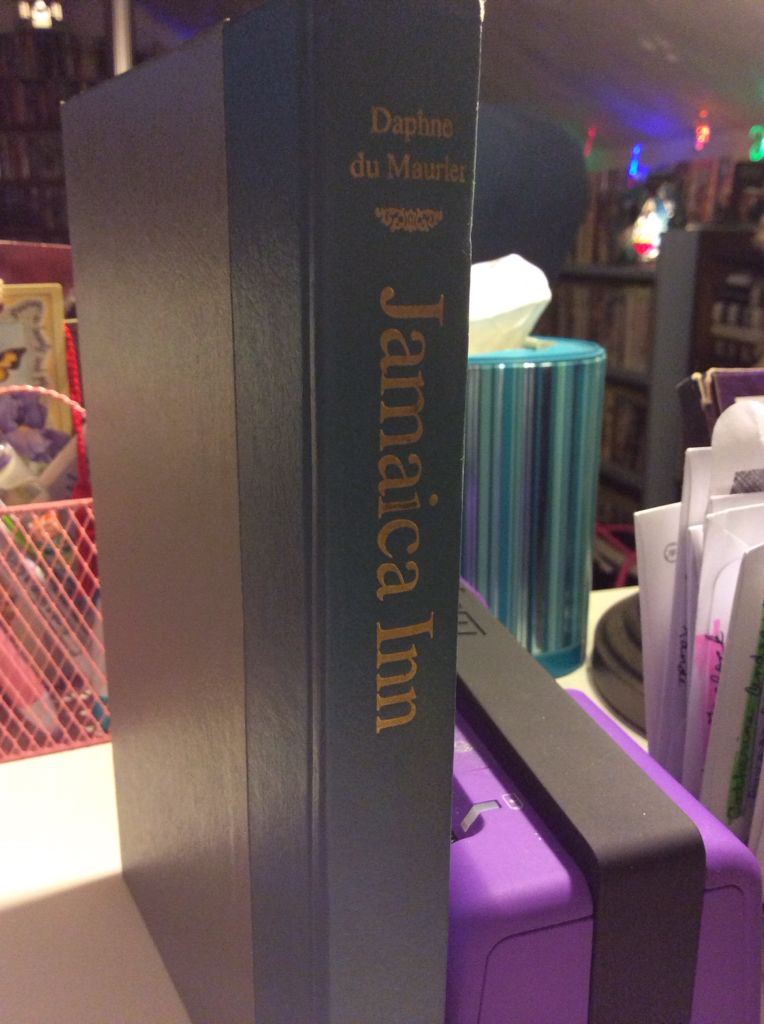 Daphne
du Maurier
Jamaica Inn